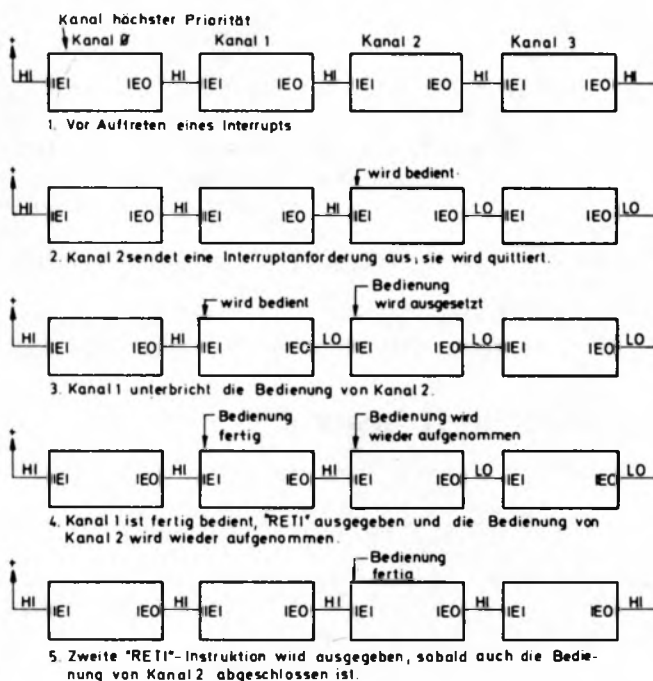 Kanal höchster Priorität
Kanal 0 Kanal 1 Kanal 2 Kanal 3
+ HI IEI IEO HI IEI IEO HI IEI IEO HI IEI IEO HI
1. Vor Auftreten eines Interrupts
wird bedient
+ HI IEI IEO HI IEI IEO HI IEI IEO LO IEI IEO LO
2. Kanal 2 sendet eine Interruptanforderung aus, sie wird quittiert.
wird bedient Bedienung
wird ausgesetzt
+ HI IEI IEO HI IEI IEO LO IEI IEO LO IEI IEO LO
3. Kanal 1 unterbricht die Bedienung von Kanal 2.
Bedienung Bedienung wird
fertig wieder aufgenommen
+ HI IEI IEO HI IEI IEO HI IEI IEO LO IEI IEO LO
4. Kanal 1 ist fertig bedient, "RETI" ausgegeben und die Bedienung von
Kanal 2 wird wieder aufgenommen.
Bedienung
fertig
+ HI IEI IEO HI IEI IEO HI IEI IEO HI IEI IEO HI
5. Zweite "RETI"-Instruktion wird ausgegeben, sobald auch die Bedie-
nung von Kanal 2 abgeschlossen ist.